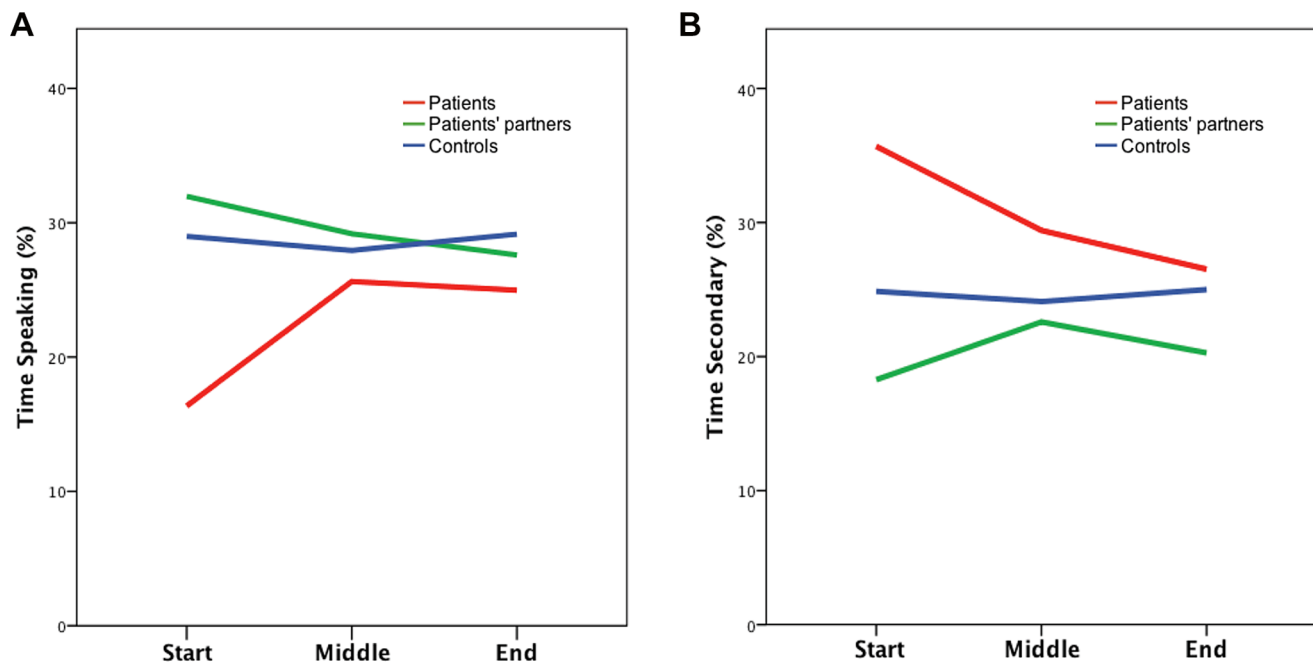 A
Time Speaking (%)
40
30
20
10
0
Patients
Patients' partners
Controls
Start Middle End
B
Time Secondary (%)
40
30
20
10
0
Patients
Patients' partners
Controls
Start Middle End